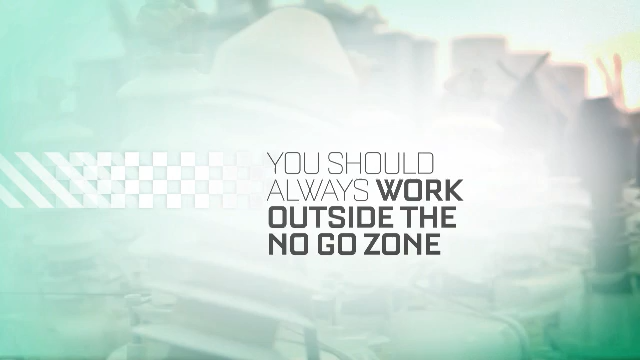 YOU SHOULD
ALWAYS WORK
OUTSIDE THE
NO GO ZONE